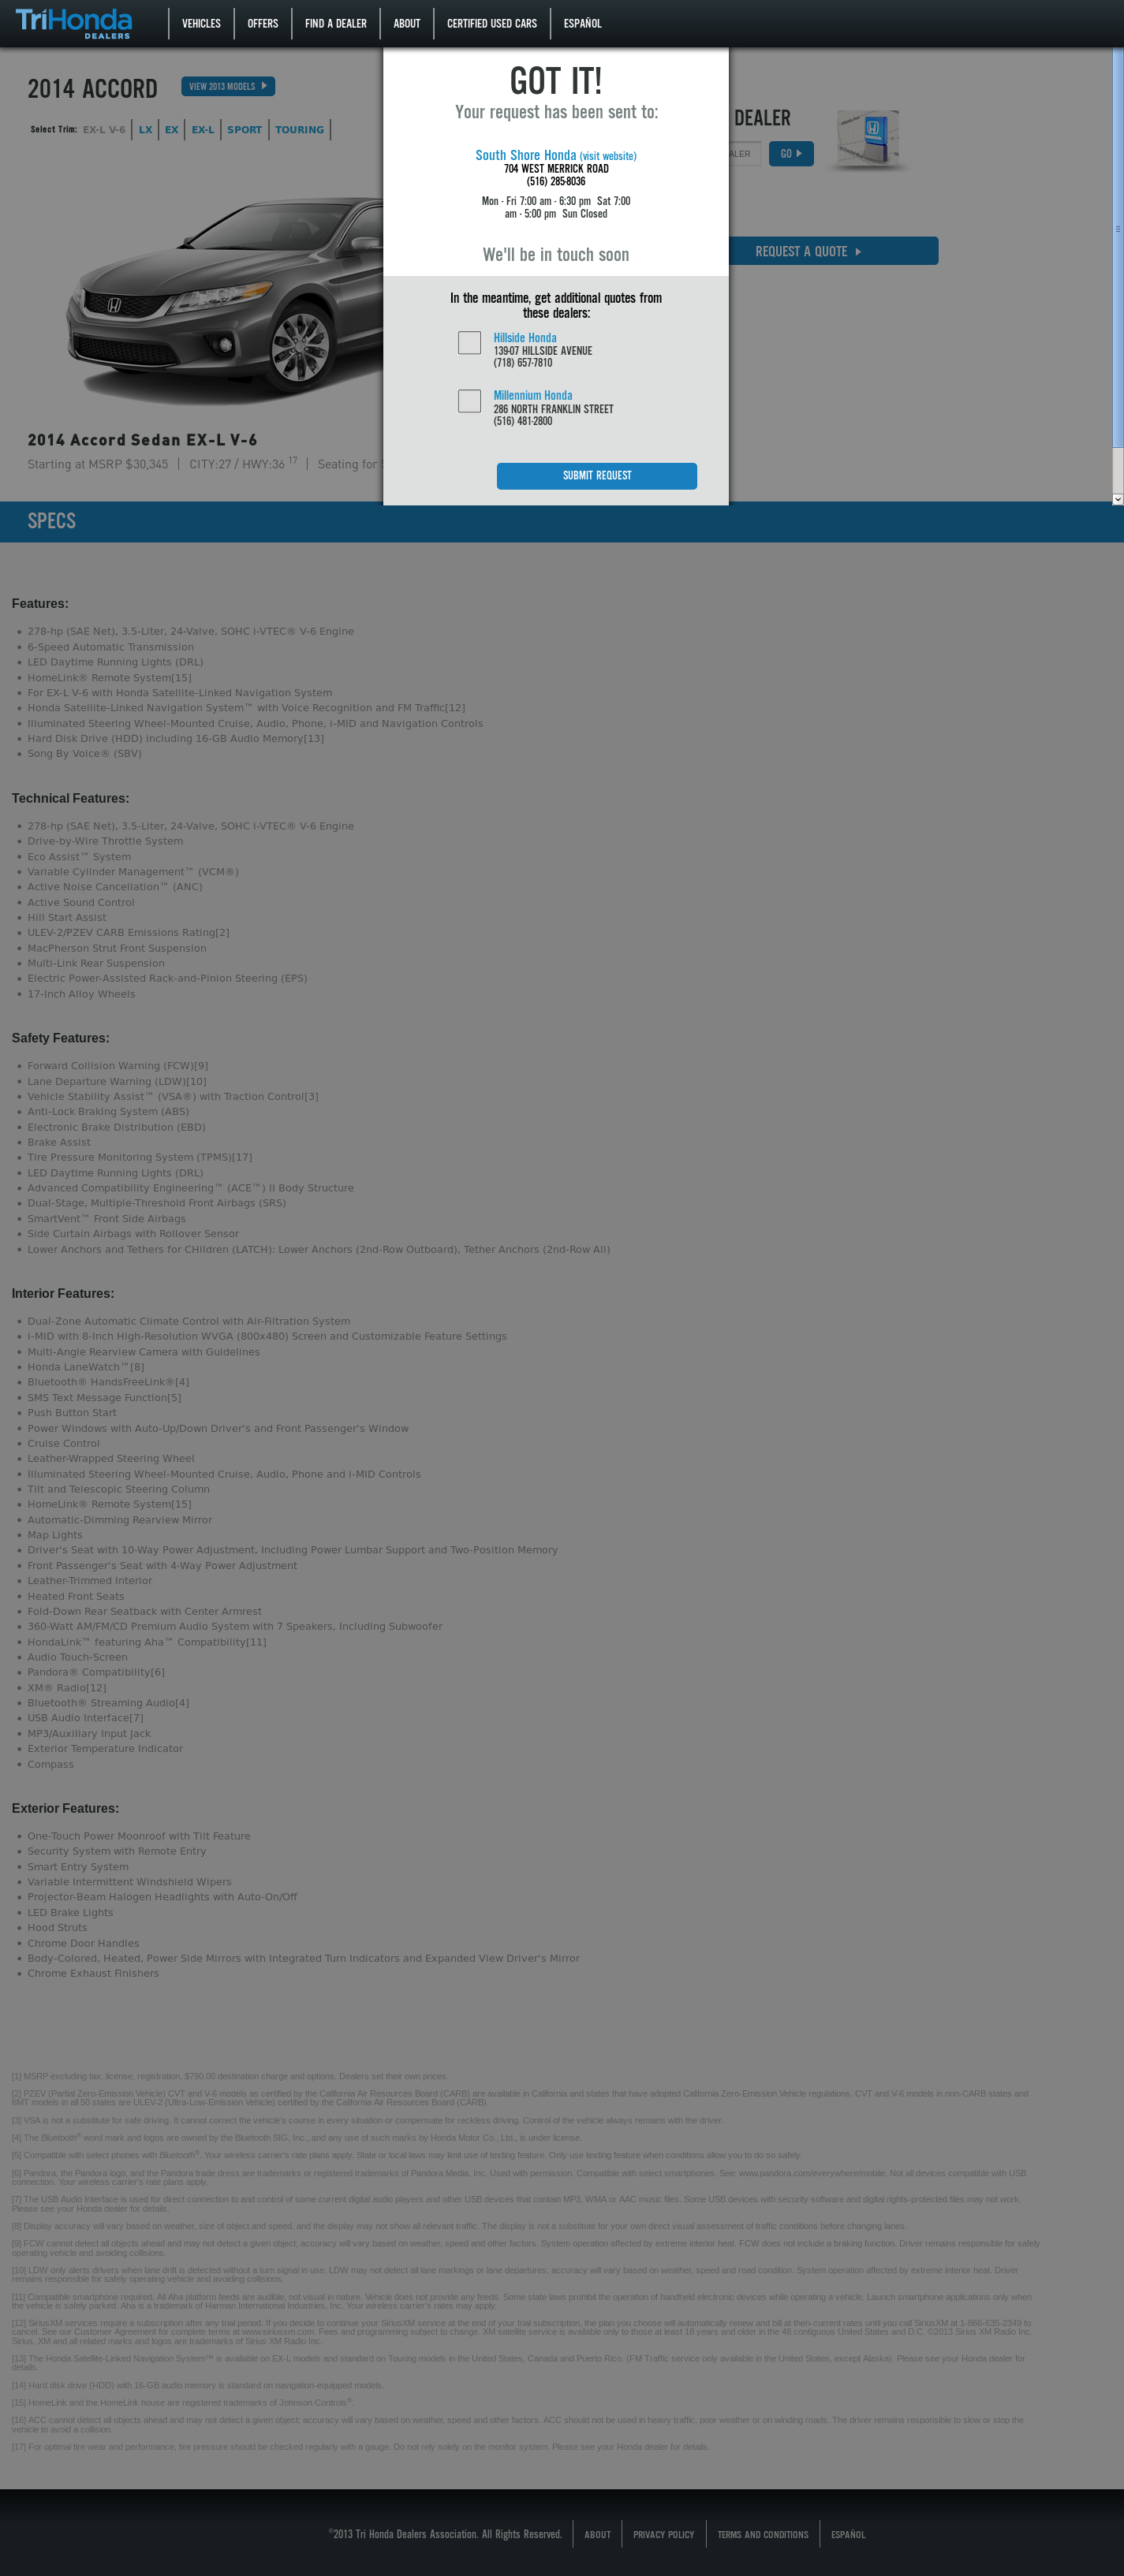 TriHonda
DEALERS
VEHICLES
OFFERS
FIND A DEALER
ABOUT
CERTIFIED USED CARS
ESPAÑOL
2014 ACCORD
VIEW 2013 MODELS
Select Trim: EX-L V-6 LX EX EX-L SPORT TOURING
GOT IT!
Your request has been sent to:
South Shore Honda (visit website)
704 WEST MERRICK ROAD
(516) 285-8036
Mon - Fri 7:00 am - 6:30 pm Sat 7:00
am - 5:00 pm Sun Closed
We'll be in touch soon
In the meantime, get additional quotes from
these dealers:
Hillside Honda
139-07 HILLSIDE AVENUE
(718) 657-7810
Millennium Honda
286 NORTH FRANKLIN STREET
(516) 481-2800
SUBMIT REQUEST
DEALER
GO
REQUEST A QUOTE
2014 Accord Sedan EX-L V-6
Starting at MSRP $30,345 | CITY:27 / HWY:36 17 | Seating for
SPECS
Features:
278-hp (SAE Net), 3.5-Liter, 24-Valve, SOHC i-VTEC® V-6 Engine
6-Speed Automatic Transmission
LED Daytime Running Lights (DRL)
HomeLink® Remote System[15]
For EX-L V-6 with Honda Satellite-Linked Navigation System
Honda Satellite-Linked Navigation System™ with Voice Recognition and FM Traffic[12]
Illuminated Steering Wheel-Mounted Cruise, Audio, Phone, i-MID and Navigation Controls
Hard Disk Drive (HDD) including 16-GB Audio Memory[13]
Song By Voice® (SBV)
Technical Features:
278-hp (SAE Net), 3.5-Liter, 24-Valve, SOHC i-VTEC® V-6 Engine
Drive-by-Wire Throttle System
Eco Assist™ System
Variable Cylinder Management™ (VCM®)
Active Noise Cancellation™ (ANC)
Active Sound Control
Hill Start Assist
ULEV-2/PZEV CARB Emissions Rating[2]
MacPherson Strut Front Suspension
Multi-Link Rear Suspension
Electric Power-Assisted Rack-and-Pinion Steering (EPS)
17-Inch Alloy Wheels
Safety Features:
Forward Collision Warning (FCW)[9]
Lane Departure Warning (LDW)[10]
Vehicle Stability Assist™ (VSA®) with Traction Control[3]
Anti-Lock Braking System (ABS)
Electronic Brake Distribution (EBD)
Brake Assist
Tire Pressure Monitoring System (TPMS)[17]
LED Daytime Running Lights (DRL)
Advanced Compatibility Engineering™ (ACE™) II Body Structure
Dual-Stage, Multiple-Threshold Front Airbags (SRS)
SmartVent™ Front Side Airbags
Side Curtain Airbags with Rollover Sensor
Lower Anchors and Tethers for CHildren (LATCH): Lower Anchors (2nd-Row Outboard), Tether Anchors (2nd-Row All)
Interior Features:
Dual-Zone Automatic Climate Control with Air-Filtration System
i-MID with 8-Inch High-Resolution WVGA (800x480) Screen and Customizable Feature Settings
Multi-Angle Rearview Camera with Guidelines
Honda LaneWatch™[8]
Bluetooth® HandsFreeLink®[4]
SMS Text Message Function[5]
Push Button Start
Power Windows with Auto-Up/Down Driver's and Front Passenger's Window
Cruise Control
Leather-Wrapped Steering Wheel
Illuminated Steering Wheel-Mounted Cruise, Audio, Phone and i-MID Controls
Tilt and Telescopic Steering Column
HomeLink® Remote System[15]
Automatic-Dimming Rearview Mirror
Map Lights
Driver's Seat with 10-Way Power Adjustment, Including Power Lumbar Support and Two-Position Memory
Front Passenger's Seat with 4-Way Power Adjustment
Leather-Trimmed Interior
Heated Front Seats
Fold-Down Rear Seatback with Center Armrest
360-Watt AM/FM/CD Premium Audio System with 7 Speakers, Including Subwoofer
HondaLink™ featuring Aha™ Compatibility[11]
Audio Touch-Screen
Pandora® Compatibility[6]
XM® Radio[12]
Bluetooth® Streaming Audio[4]
USB Audio Interface[7]
MP3/Auxiliary Input Jack
Exterior Temperature Indicator
Compass
Exterior Features:
One-Touch Power Moonroof with Tilt Feature
Security System with Remote Entry
Smart Entry System
Variable Intermittent Windshield Wipers
Projector-Beam Halogen Headlights with Auto-On/Off
LED Brake Lights
Hood Struts
Chrome Door Handles
Body-Colored, Heated, Power Side Mirrors with Integrated Turn Indicators and Expanded View Driver's Mirror
Chrome Exhaust Finishers
[1] MSRP excluding tax, license, registration, $790.00 destination charge and options. Dealers set their own prices.
[2] PZEV (Partial Zero-Emission Vehicle) CVT and V-6 models as certified by the California Air Resources Board (CARB) are available in California and states that have adopted California Zero-Emission Vehicle regulations. CVT and V-6 models in non-CARB states and
6MT models in all 50 states are ULEV-2 (Ultra-Low-Emission Vehicle) certified by the California Air Resources Board (CARB).
[3] VSA is not a substitute for safe driving. It cannot correct the vehicle's course in every situation or compensate for reckless driving. Control of the vehicle always remains with the driver.
[4] The Bluetooth® word mark and logos are owned by the Bluetooth SIG, Inc., and any use of such marks by Honda Motor Co., Ltd., is under license.
[5] Compatible with select phones with Bluetooth®. Your wireless carrier's rate plans apply. State or local laws may limit use of texting feature. Only use texting feature when conditions allow you to do so safely.
[6] Pandora, the Pandora logo, and the Pandora trade dress are trademarks or registered trademarks of Pandora Media, Inc. Used with permission. Compatible with select smartphones. See: www.pandora.com/everywhere/mobile. Not all devices compatible with USB
connection. Your wireless carrier's rate plans apply.
[7] The USB Audio Interface is used for direct connection to and control of some current digital audio players and other USB devices that contain MP3, WMA or AAC music files. Some USB devices with security software and digital rights-protected files may not work.
Please see your Honda dealer for details.
[8] Display accuracy will vary based on weather, size of object and speed, and the display may not show all relevant traffic. The display is not a substitute for your own direct visual assessment of traffic conditions before changing lanes.
[9] FCW cannot detect all objects ahead and may not detect a given object; accuracy will vary based on weather, speed and other factors. System operation affected by extreme interior heat. FCW does not include a braking function. Driver remains responsible for safely
operating vehicle and avoiding collisions.
[10] LDW only alerts drivers when lane drift is detected without a turn signal in use. LDW may not detect all lane markings or lane departures; accuracy will vary based on weather, speed and road condition. System operation affected by extreme interior heat. Driver
remains responsible for safely operating vehicle and avoiding collisions.
[11] Compatible smartphone required. All Aha platform feeds are audible, not visual in nature. Vehicle does not provide any feeds. Some state laws prohibit the operation of handheld electronic devices while operating a vehicle. Launch smartphone applications only when
the vehicle is safely parked. Aha is a trademark of Harman International Industries, Inc. Your wireless carrier's rates may apply.
[12] SiriusXM services require a subscription after any trial period. If you decide to continue your SiriusXM service at the end of your trial subscription, the plan you choose will automatically renew and bill at then-current rates until you call SiriusXM at 1-866-635-2349 to
cancel. See our Customer Agreement for complete terms at www.siriusxm.com. Fees and programming subject to change. XM satellite service is available only to those at least 18 years and older in the 48 contiguous United States and D.C. ©2013 Sirius XM Radio Inc.
Sirius, XM and all related marks and logos are trademarks of Sirius XM Radio Inc.
[13] The Honda Satellite-Linked Navigation System™ is available on EX-L models and standard on Touring models in the United States, Canada and Puerto Rico. (FM Traffic service only available in the United States, except Alaska). Please see your Honda dealer for
details.
[14] Hard disk drive (HDD) with 16-GB audio memory is standard on navigation-equipped models.
[15] HomeLink and the HomeLink house are registered trademarks of Johnson Controls®.
[16] ACC cannot detect all objects ahead and may not detect a given object; accuracy will vary based on weather, speed and other factors. ACC should not be used in heavy traffic, poor weather or on winding roads. The driver remains responsible to slow or stop the
vehicle to avoid a collision.
[17] For optimal tire wear and performance, tire pressure should be checked regularly with a gauge. Do not rely solely on the monitor system. Please see your Honda dealer for details.
©2013 Tri Honda Dealers Association. All Rights Reserved.
ABOUT
PRIVACY POLICY
TERMS AND CONDITIONS
ESPAÑOL